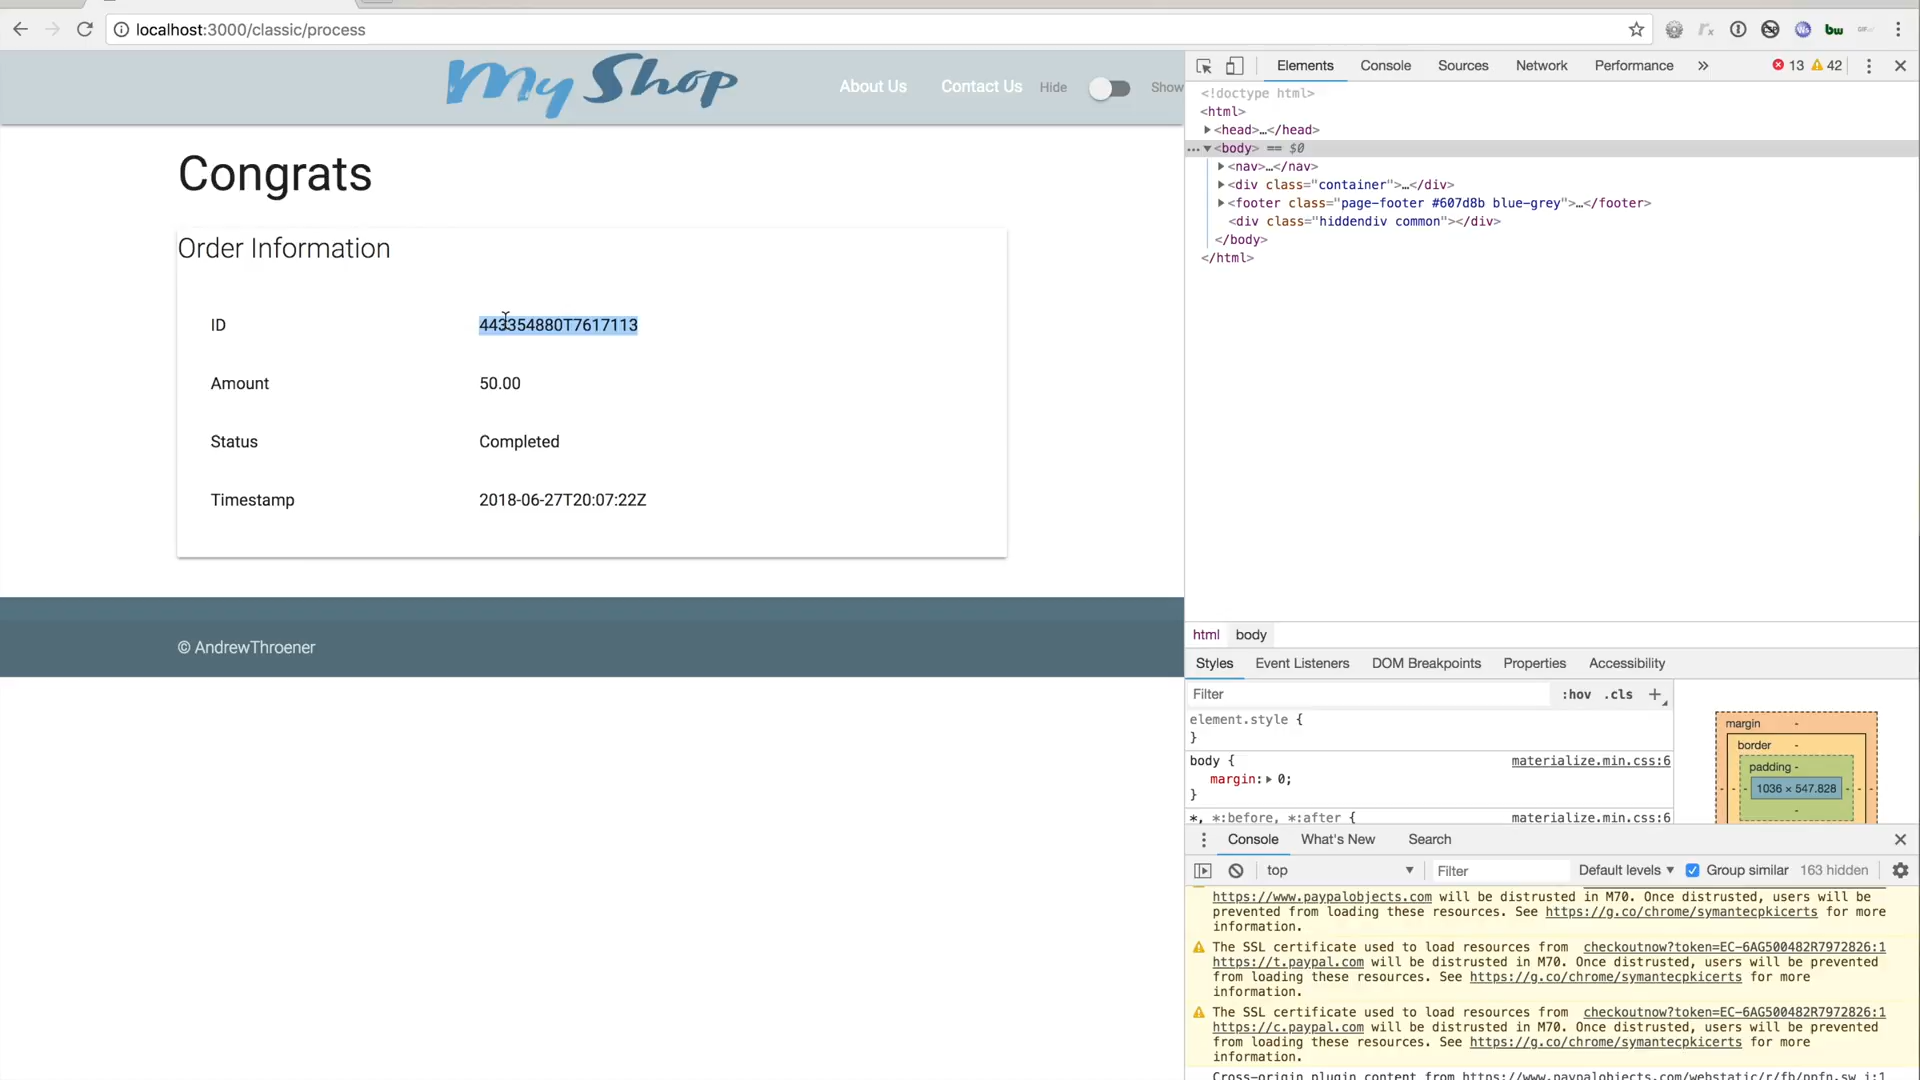 localhost:3000/classic/process
My Shop
About Us
Contact Us
Hide
Show
Congrats
Order Information
ID
443354880T7617113
Amount
50.00
Status
Completed
Timestamp
2018-06-27T20:07:22Z
© AndrewThroener
Elements
Console
Sources
Network
Performance
»
13
42
<!doctype html>
<html>
<head>…</head>
<body> == $0
<nav>…</nav>
<div class="container">…</div>
<footer class="page-footer #607d8b blue-grey">…</footer>
<div class="hiddendiv common"></div>
</body>
</html>
html body
Styles
Event Listeners
DOM Breakpoints
Properties
Accessibility
Filter
:hov .cls +
element.style {
}
body {
materialize.min.css:6
margin: 0;
}
*, *:before, *:after {
materialize.min.css:6
margin -
border -
padding -
1036 × 547.828
Console
What's New
Search
top
Filter
Default levels
Group similar
163 hidden
https://www.paypalobjects.com will be distrusted in M70. Once distrusted, users will be
prevented from loading these resources. See https://g.co/chrome/symantecpkicerts for more
information.
The SSL certificate used to load resources from checkoutnow?token=EC-6AG500482R7972826:1
https://t.paypal.com will be distrusted in M70. Once distrusted, users will be prevented
from loading these resources. See https://g.co/chrome/symantecpkicerts for more
information.
The SSL certificate used to load resources from checkoutnow?token=EC-6AG500482R7972826:1
https://c.paypal.com will be distrusted in M70. Once distrusted, users will be prevented
from loading these resources. See https://g.co/chrome/symantecpkicerts for more
information.
Cross-origin plugin content from